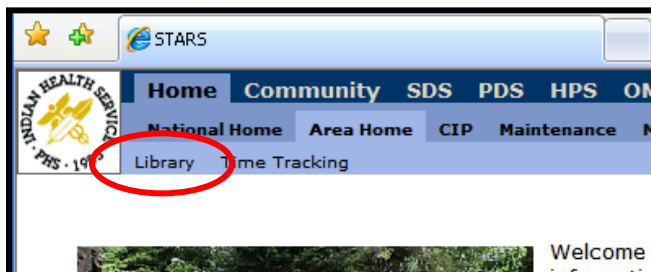 STARS
INDIAN HEALTH SERVICE
PHS · 1955
Home Community SDS PDS HPS
National Home Area Home CIP Maintenance
Library Time Tracking
Welcome